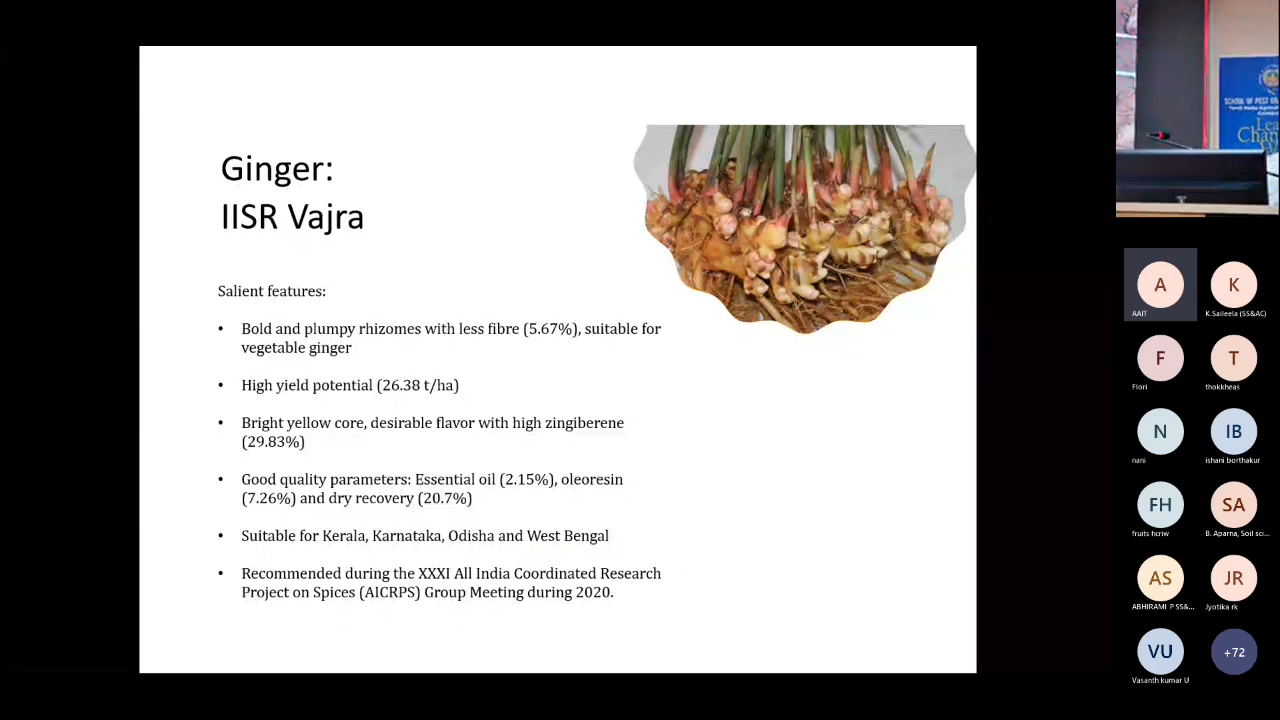 Ginger:
IISR Vajra
Salient features:
• Bold and plumpy rhizomes with less fibre (5.67%), suitable for
vegetable ginger
• High yield potential (26.38 t/ha)
• Bright yellow core, desirable flavor with high zingiberene
(29.83%)
• Good quality parameters: Essential oil (2.15%), oleoresin
(7.26%) and dry recovery (20.7%)
• Suitable for Kerala, Karnataka, Odisha and West Bengal
• Recommended during the XXXI All India Coordinated Research
Project on Spices (AICRPS) Group Meeting during 2020.
SCHOOL OF POST
A
AAIT
K
K.Saileela (SS&AC)
F
Flori
T
thokkheas
N
nani
IB
ishani borthakur
FH
fruits hcriw
SA
B. Aparna, Soil sci...
AS
ABHIRAMI P SS&...
JR
Jyotika rk
VU
Vasanth kumar U
+72